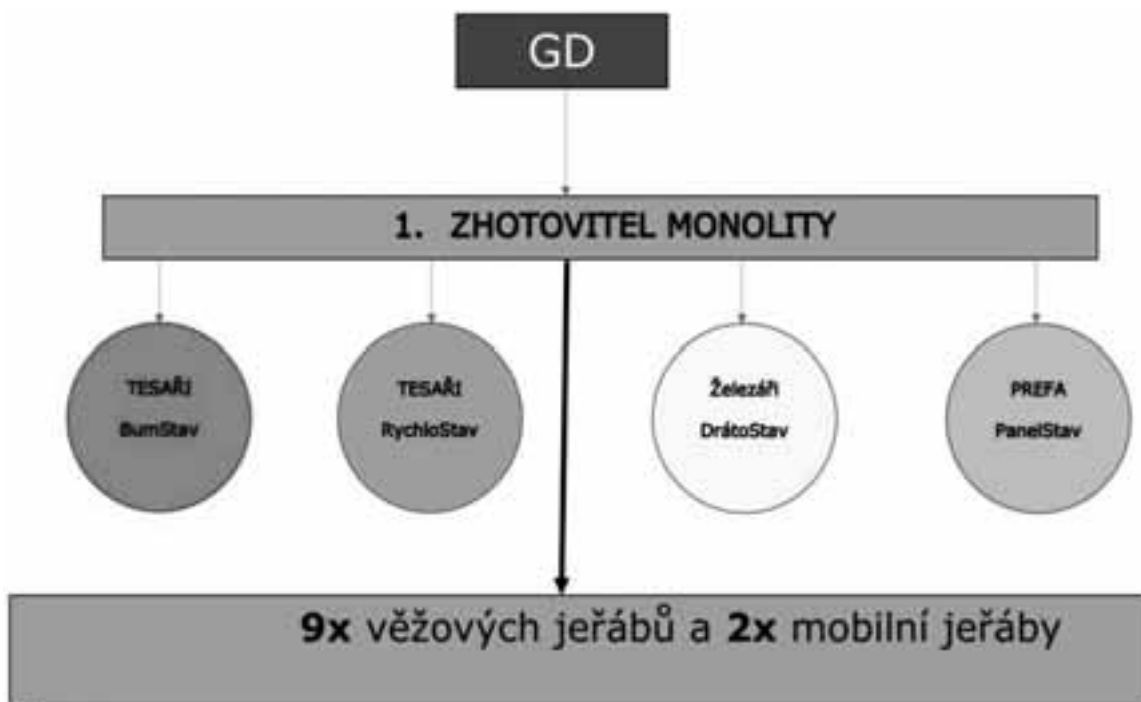 GD
1. ZHOTOVITEL MONOLITY
TESAŘI
BumStav
TESAŘI
RychloStav
Železáři
DrátoStav
PREFA
PanelStav
9x věžových jeřábů a 2x mobilní jeřáby